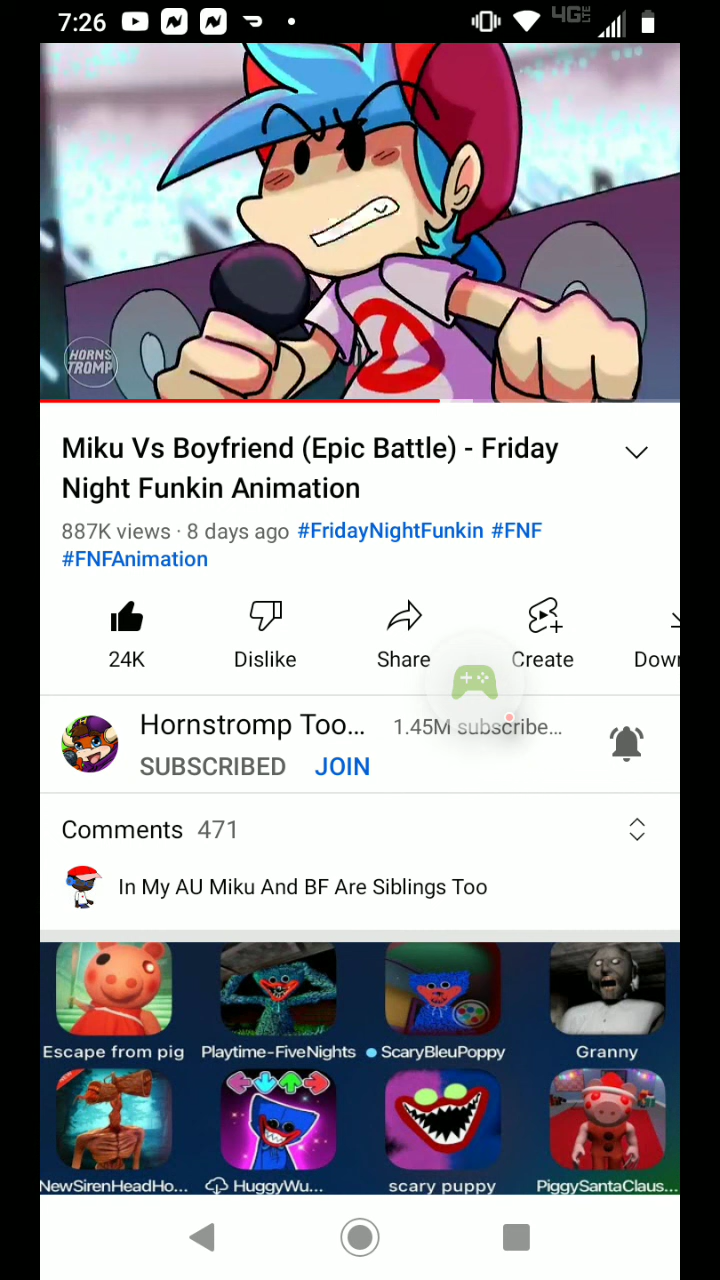 7:26
4G LTE
HORNS
TROMP
Miku Vs Boyfriend (Epic Battle) - Friday
Night Funkin Animation
887K views · 8 days ago #FridayNightFunkin #FNF
#FNFAnimation
24K Dislike Share Create Down
Hornstromp Too... 1.45M subscribe...
SUBSCRIBED JOIN
Comments 471
In My AU Miku And BF Are Siblings Too
Escape from pig Playtime-FiveNights ScaryBleuPoppy Granny
NewSirenHeadHo... HuggyWu... scary puppy PiggySantaClaus...